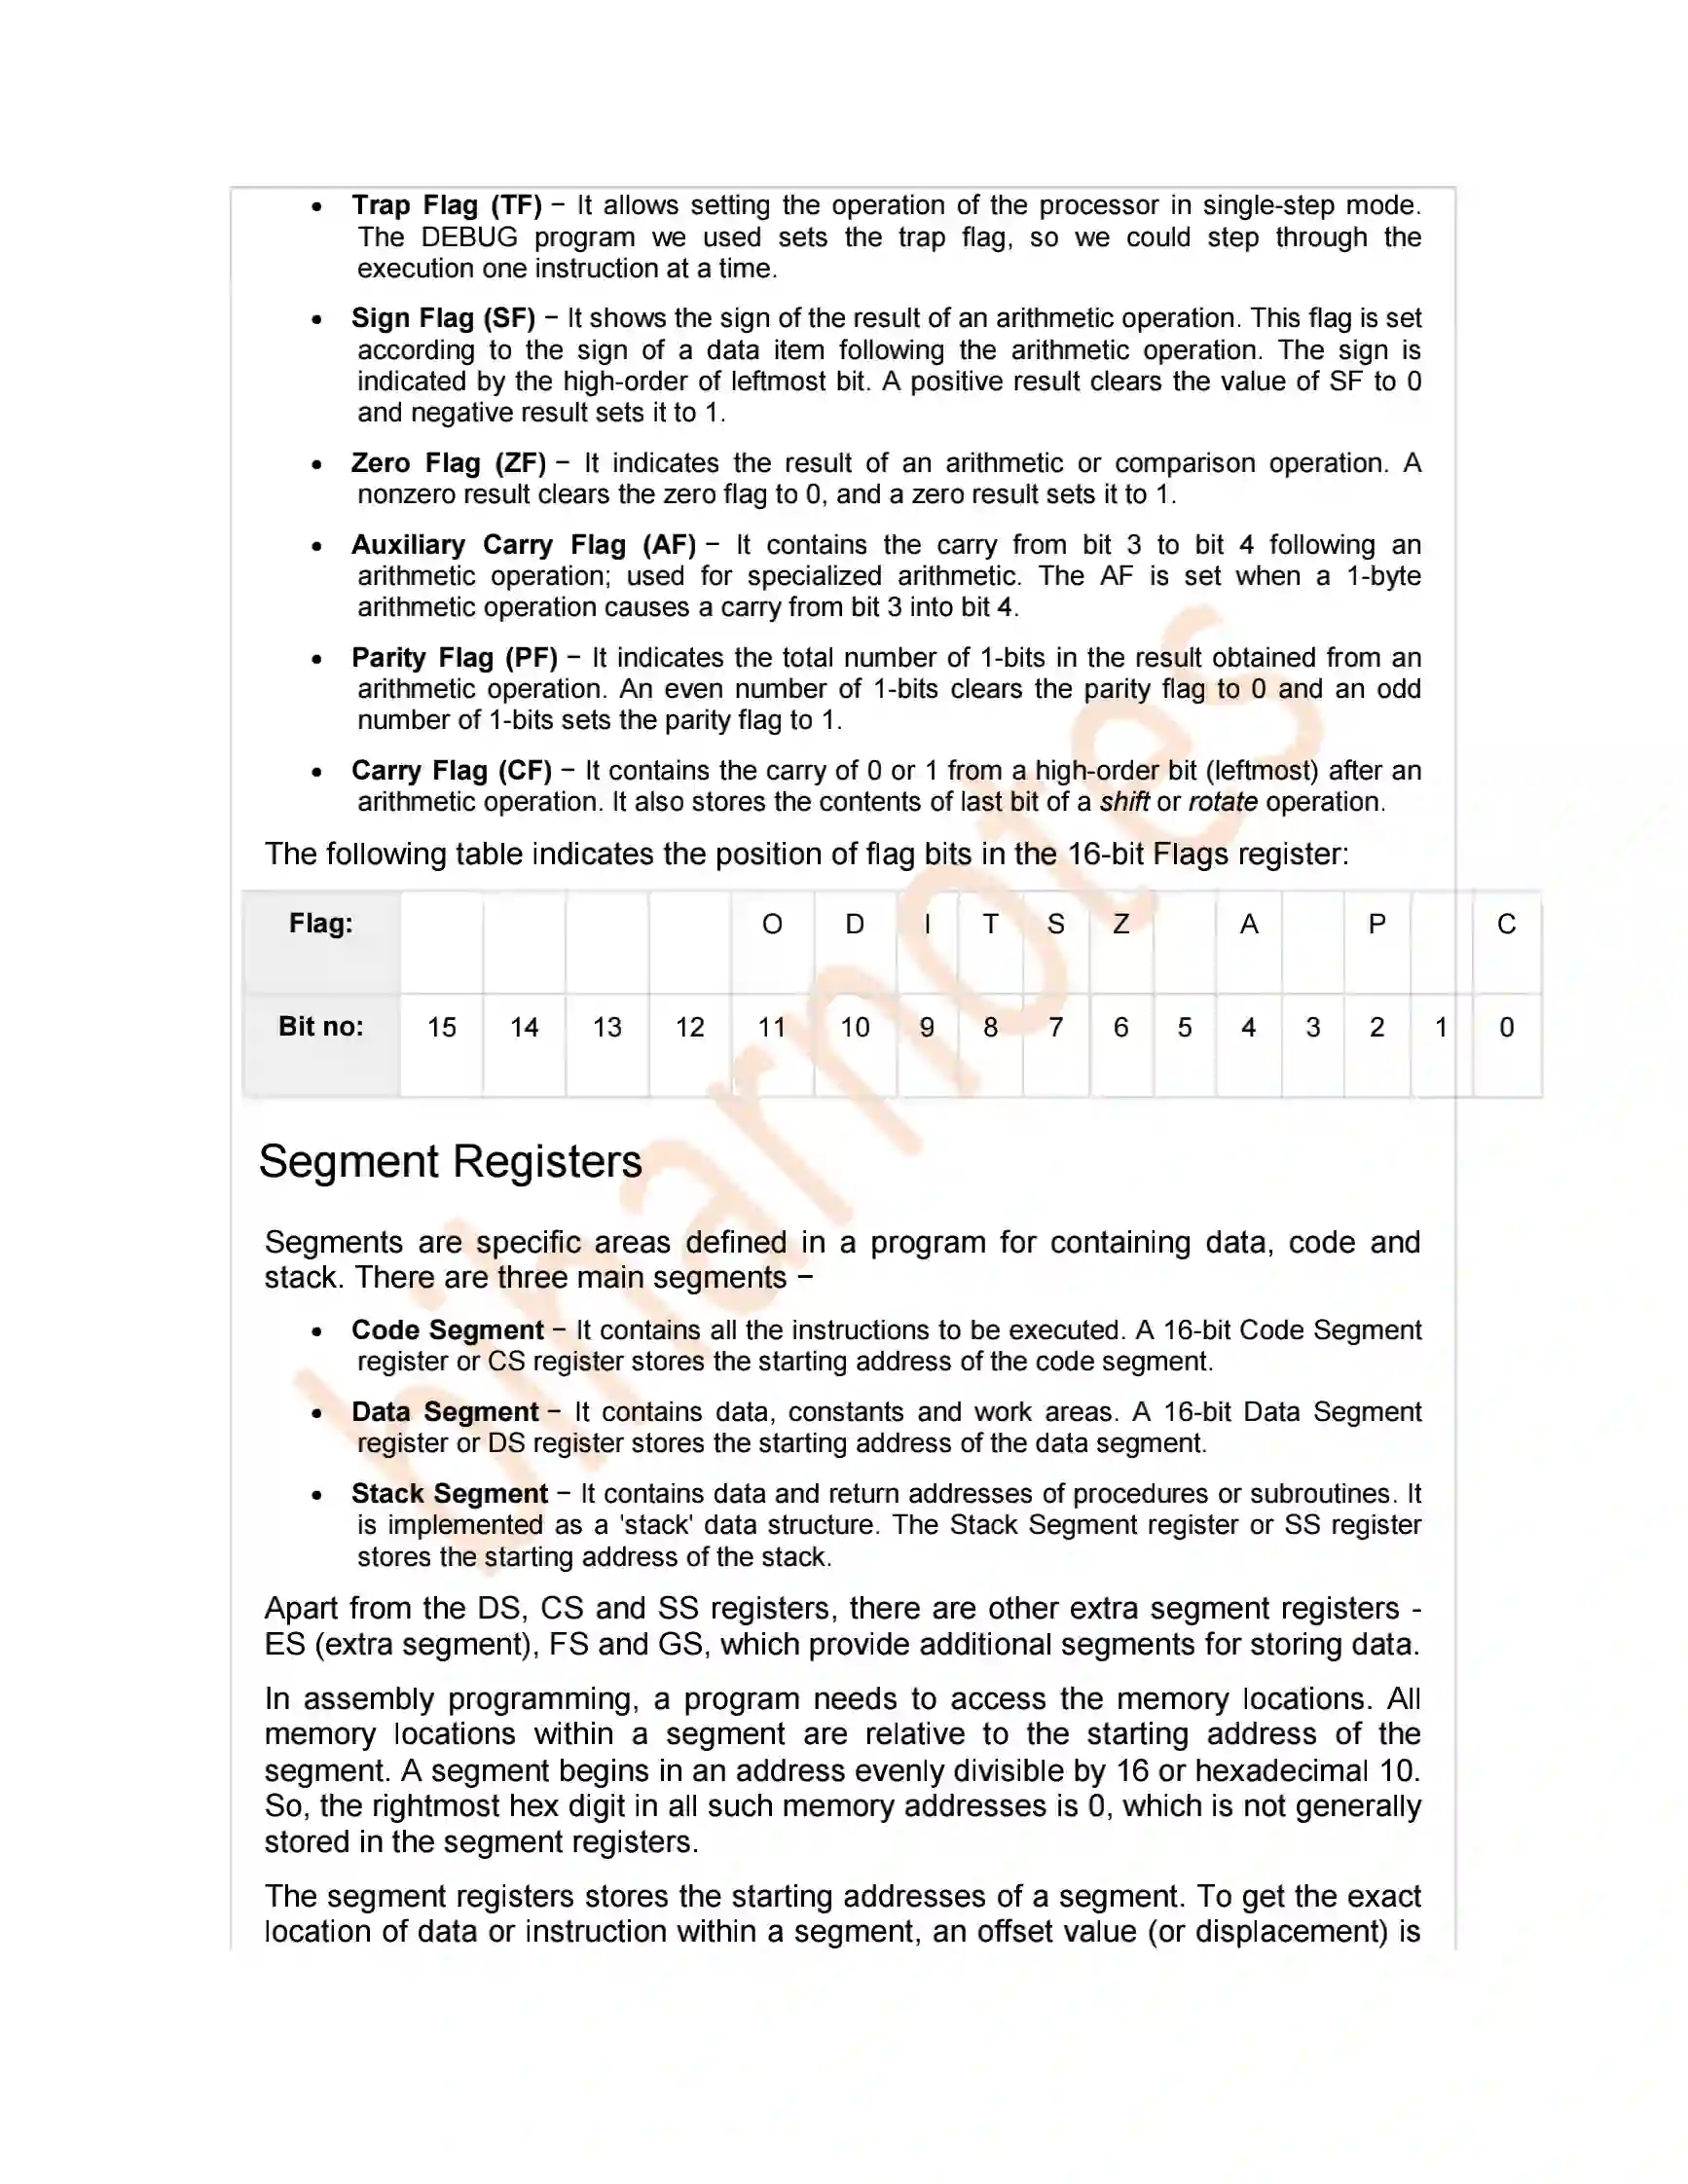 • Trap Flag (TF) − It allows setting the operation of the processor in single-step mode.
The DEBUG program we used sets the trap flag, so we could step through the
execution one instruction at a time.
• Sign Flag (SF) − It shows the sign of the result of an arithmetic operation. This flag is set
according to the sign of a data item following the arithmetic operation. The sign is
indicated by the high-order of leftmost bit. A positive result clears the value of SF to 0
and negative result sets it to 1.
• Zero Flag (ZF) − It indicates the result of an arithmetic or comparison operation. A
nonzero result clears the zero flag to 0, and a zero result sets it to 1.
• Auxiliary Carry Flag (AF) − It contains the carry from bit 3 to bit 4 following an
arithmetic operation; used for specialized arithmetic. The AF is set when a 1-byte
arithmetic operation causes a carry from bit 3 into bit 4.
• Parity Flag (PF) − It indicates the total number of 1-bits in the result obtained from an
arithmetic operation. An even number of 1-bits clears the parity flag to 0 and an odd
number of 1-bits sets the parity flag to 1.
• Carry Flag (CF) − It contains the carry of 0 or 1 from a high-order bit (leftmost) after an
arithmetic operation. It also stores the contents of last bit of a shift or rotate operation.
The following table indicates the position of flag bits in the 16-bit Flags register:
Flag: O D I T S Z A P C
Bit no: 15 14 13 12 11 10 9 8 7 6 5 4 3 2 1 0
Segment Registers
Segments are specific areas defined in a program for containing data, code and
stack. There are three main segments −
• Code Segment − It contains all the instructions to be executed. A 16-bit Code Segment
register or CS register stores the starting address of the code segment.
• Data Segment − It contains data, constants and work areas. A 16-bit Data Segment
register or DS register stores the starting address of the data segment.
• Stack Segment − It contains data and return addresses of procedures or subroutines. It
is implemented as a 'stack' data structure. The Stack Segment register or SS register
stores the starting address of the stack.
Apart from the DS, CS and SS registers, there are other extra segment registers -
ES (extra segment), FS and GS, which provide additional segments for storing data.
In assembly programming, a program needs to access the memory locations. All
memory locations within a segment are relative to the starting address of the
segment. A segment begins in an address evenly divisible by 16 or hexadecimal 10.
So, the rightmost hex digit in all such memory addresses is 0, which is not generally
stored in the segment registers.
The segment registers stores the starting addresses of a segment. To get the exact
location of data or instruction within a segment, an offset value (or displacement) is
biharnotes